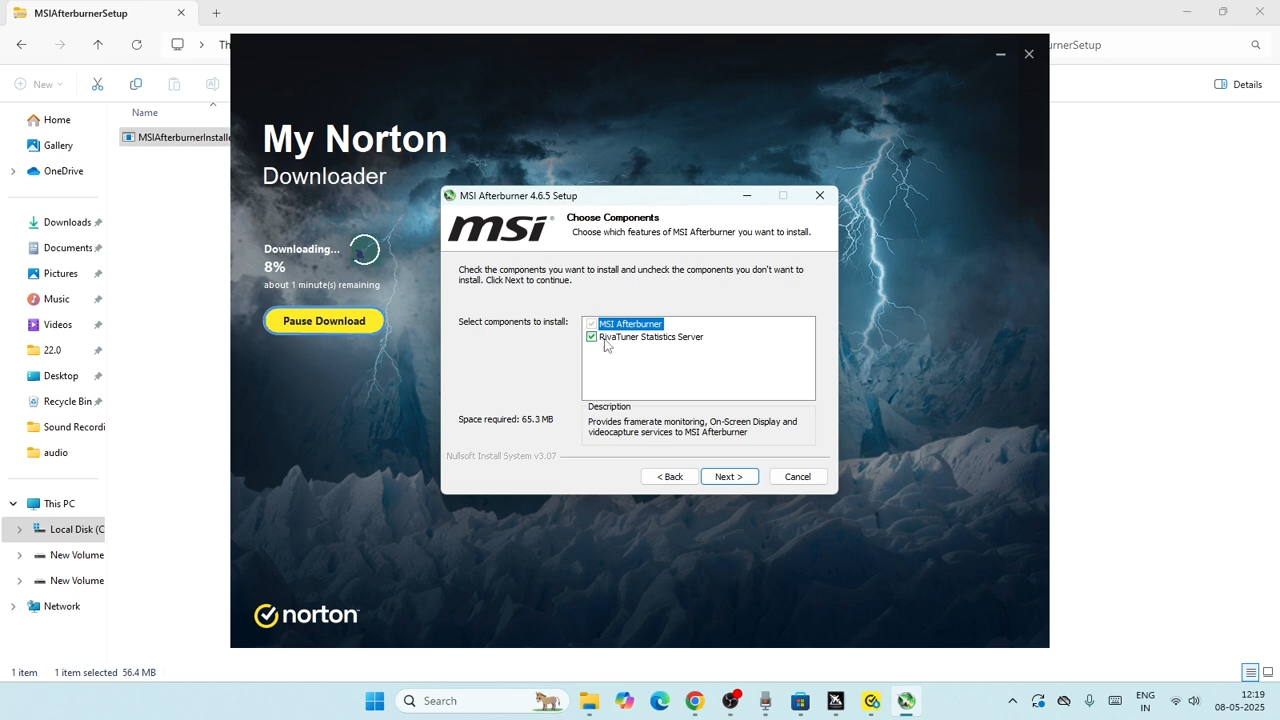 MSIAfterburnerSetup
Th
urnerSetup
New
Details
Home
Gallery
OneDrive
Downloads
Documents
Pictures
Music
Videos
22.0
Desktop
Recycle Bin
Sound Recordi
audio
This PC
Local Disk (C
New Volume
New Volume
Network
Name
MSIAfterburnerInstalle
My Norton
Downloader
Downloading...
8%
about 1 minute(s) remaining
Pause Download
norton
MSI Afterburner 4.6.5 Setup
msi
Choose Components
Choose which features of MSI Afterburner you want to install.
Check the components you want to install and uncheck the components you don't want to
install. Click Next to continue.
Select components to install:
MSI Afterburner
RivaTuner Statistics Server
Space required: 65.3 MB
Description
Provides framerate monitoring, On-Screen Display and
videocapture services to MSI Afterburner
Nullsoft Install System v3.07
< Back
Next >
Cancel
1 item
1 item selected 56.4 MB
Search
ENG
IN
08-05-2025